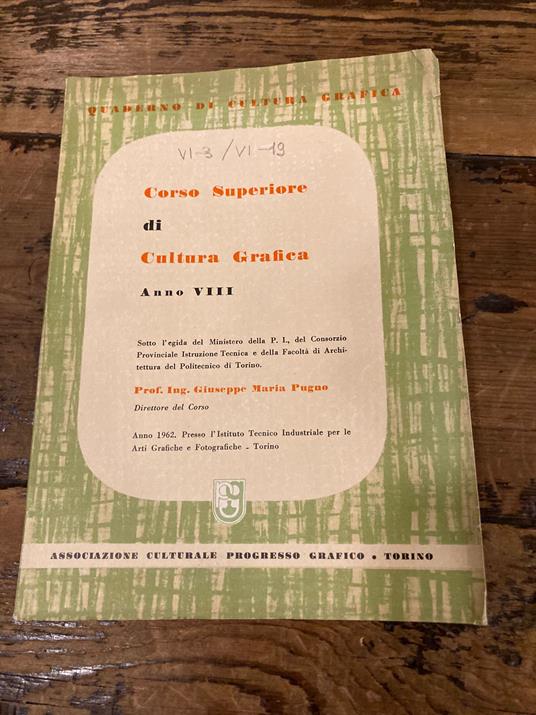 QUADERNO DI CULTURA GRAFICA
VI-3 / VI-19
Corso Superiore
di
Cultura Grafica
Anno VIII
Sotto l'egida del Ministero della P. I., del Consorzio
Provinciale Istruzione Tecnica e della Facoltà di Archi-
tettura del Politecnico di Torino.
Prof. Ing. Giuseppe Maria Pugno
Direttore del Corso
Anno 1962. Presso l'Istituto Tecnico Industriale per le
Arti Grafiche e Fotografiche - Torino
ASSOCIAZIONE CULTURALE PROGRESSO GRAFICO • TORINO